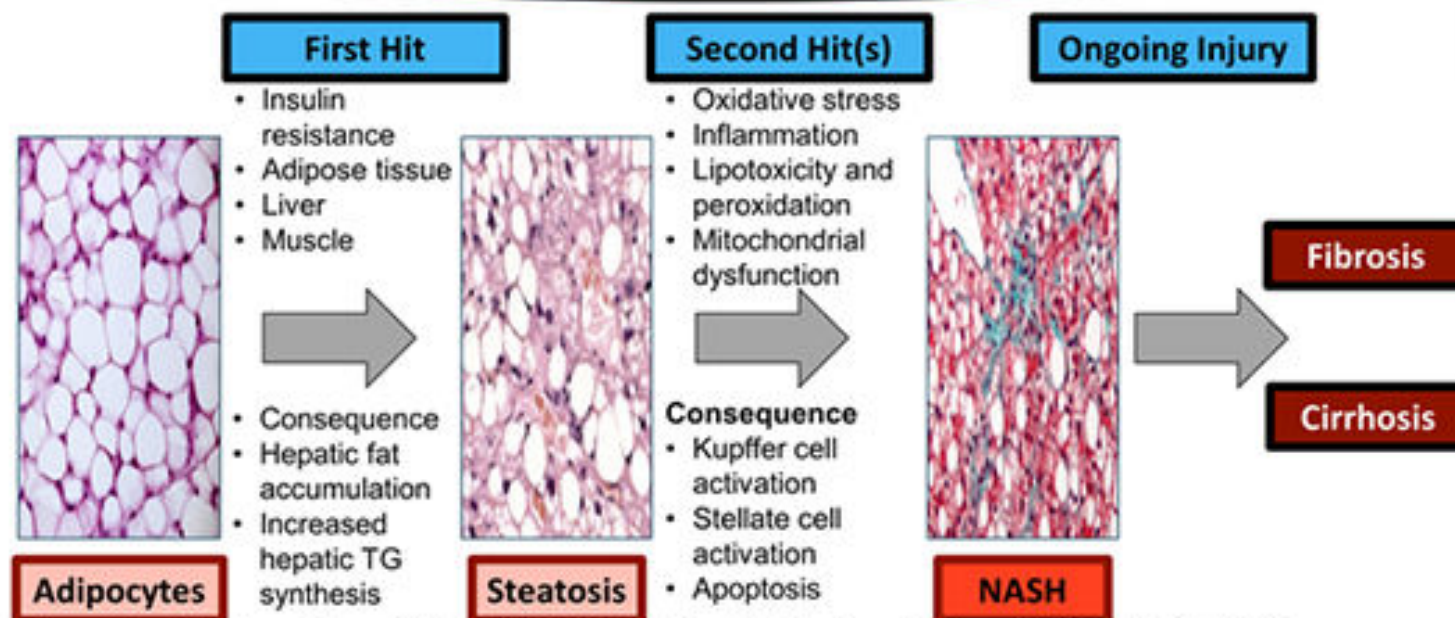 First Hit
Second Hit(s)
Ongoing Injury
• Insulin
resistance
• Adipose tissue
• Liver
• Muscle
• Consequence
• Hepatic fat
accumulation
• Increased
hepatic TG
synthesis
• Oxidative stress
• Inflammation
• Lipotoxicity and
peroxidation
• Mitochondrial
dysfunction
Consequence
• Kupffer cell
activation
• Stellate cell
activation
• Apoptosis
Fibrosis
Cirrhosis
Adipocytes
Steatosis
NASH